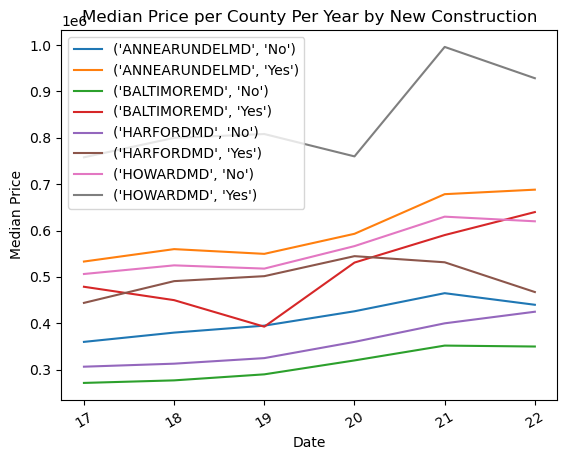 Median Price per County Per Year by New Construction
1e6
1.0
0.9
0.8
0.7
0.6
0.5
0.4
0.3
Median Price
('ANNEARUNDELMD', 'No')
('ANNEARUNDELMD', 'Yes')
('BALTIMOREMD', 'No')
('BALTIMOREMD', 'Yes')
('HARFORDMD', 'No')
('HARFORDMD', 'Yes')
('HOWARDMD', 'No')
('HOWARDMD', 'Yes')
17 18 19 20 21 22
Date